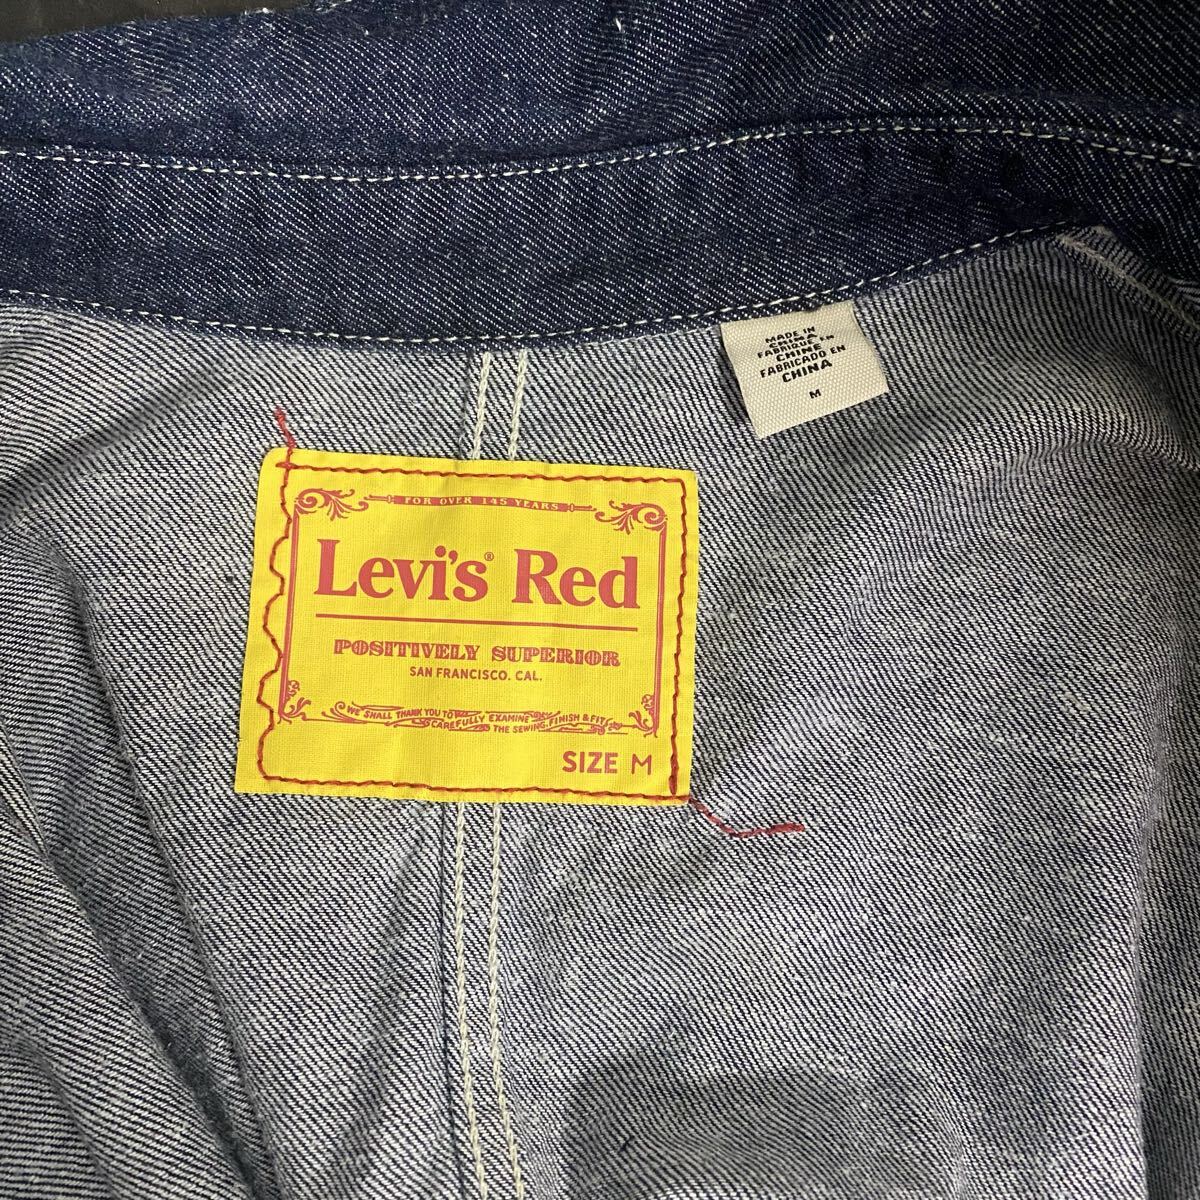 MADE IN
CHINA
FABRIQUÉ EN
CHINE
FABRICADO EN
CHINA
M
FOR OVER 145 YEARS
Levi's® Red
POSITIVELY SUPERIOR
SAN FRANCISCO. CAL.
WE SHALL THANK YOU TO
CAREFULLY EXAMINE
THE SEWING, FINISH & FIT
SIZE M